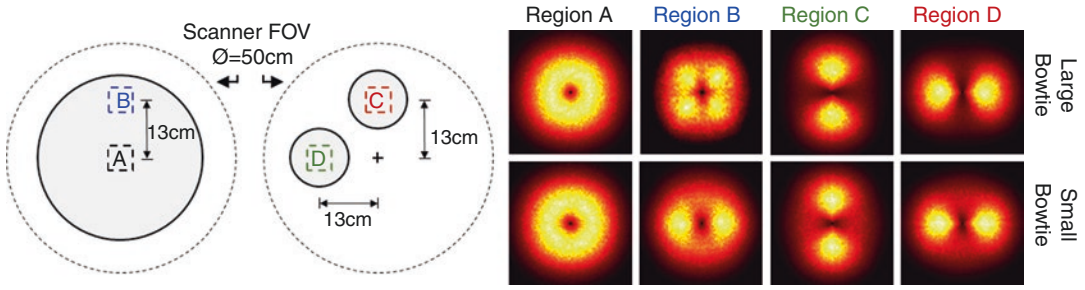 Scanner FOV
Ø=50cm
B
13cm
A
C
13cm
D
13cm
Region A Region B Region C Region D
Large
Bowtie
Small
Bowtie